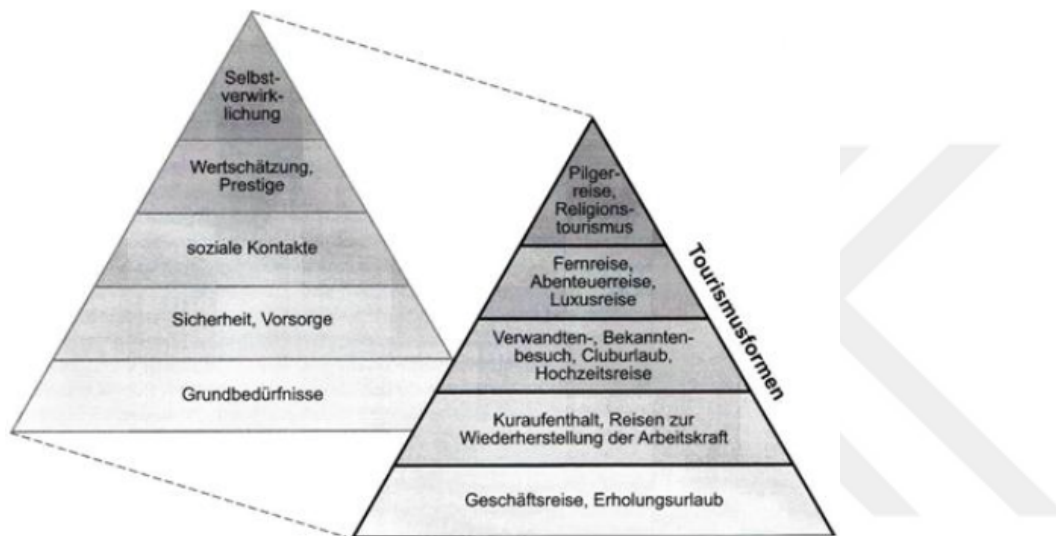 Selbst-
verwirk-
lichung
Wertschätzung,
Prestige
soziale Kontakte
Sicherheit, Vorsorge
Grundbedürfnisse
Pilger-
reise,
Religions-
tourismus
Fernreise,
Abenteuerreise,
Luxusreise
Verwandten-, Bekannten-
besuch, Cluburlaub,
Hochzeitsreise
Kuraufenthalt, Reisen zur
Wiederherstellung der Arbeitskraft
Geschäftsreise, Erholungsurlaub
Tourismusformen